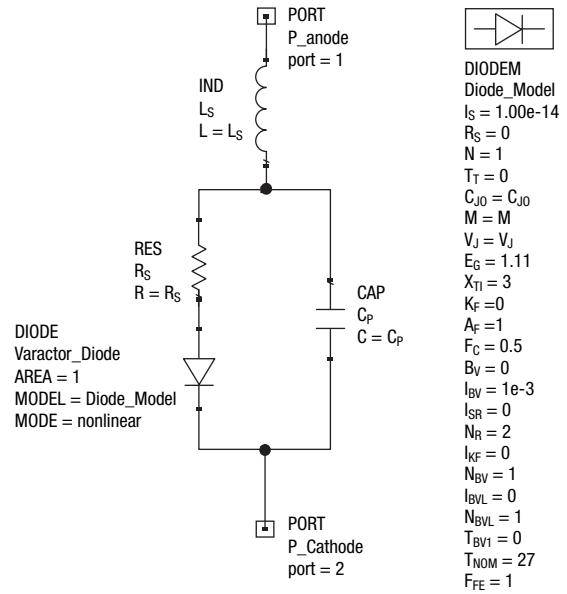 PORT
P_anode
port = 1
IND
LS
L = LS
RES
RS
R = RS
CAP
CP
C = CP
DIODE
Varactor_Diode
AREA = 1
MODEL = Diode_Model
MODE = nonlinear
PORT
P_Cathode
port = 2
DIODEM
Diode_Model
IS = 1.00e-14
RS = 0
N = 1
TT = 0
CJ0 = CJ0
M = M
VJ = VJ
EG = 1.11
XTI = 3
KF =0
AF =1
FC = 0.5
BV = 0
IBV = 1e-3
ISR = 0
NR = 2
IKF = 0
NBV = 1
IBVL = 0
NBVL = 1
TBV1 = 0
TNOM = 27
FFE = 1